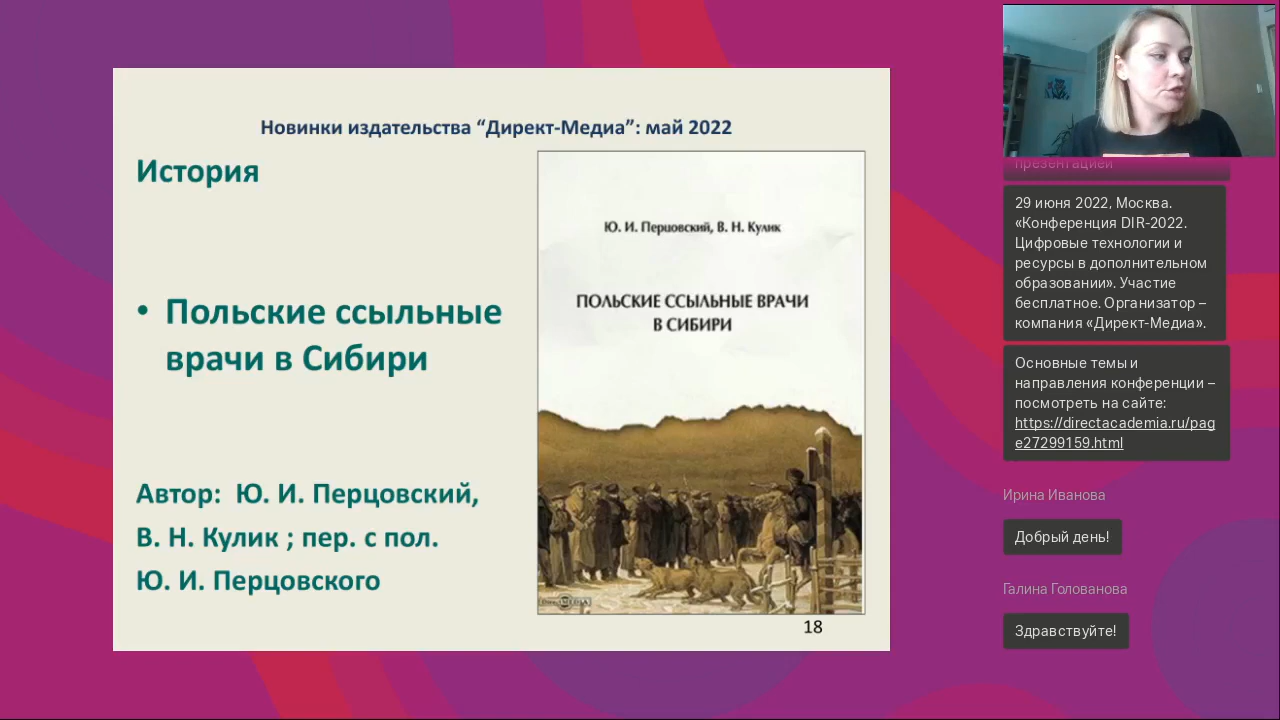 Новинки издательства “Директ-Медиа”: май 2022
История
• Польские ссыльные
врачи в Сибири
Автор: Ю. И. Перцовский,
В. Н. Кулик ; пер. с пол.
Ю. И. Перцовского
Ю. И. Перцовский, В. Н. Кулик
ПОЛЬСКИЕ ССЫЛЬНЫЕ ВРАЧИ
В СИБИРИ
18
презентацией
29 июня 2022, Москва.
«Конференция DIR-2022.
Цифровые технологии и
ресурсы в дополнительном
образовании». Участие
бесплатное. Организатор –
компания «Директ-Медиа».
Основные темы и
направления конференции –
посмотреть на сайте:
https://directacademia.ru/pag
e27299159.html
Ирина Иванова
Добрый день!
Галина Голованова
Здравствуйте!